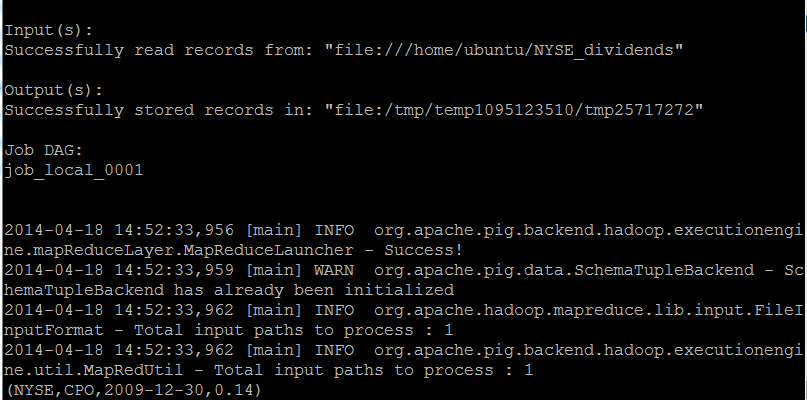 Input(s):
Successfully read records from: "file:///home/ubuntu/NYSE_dividends"
Output(s):
Successfully stored records in: "file:/tmp/temp1095123510/tmp25717272"
Job DAG:
job_local_0001
2014-04-18 14:52:33,956 [main] INFO  org.apache.pig.backend.hadoop.executionengi
ne.mapReduceLayer.MapReduceLauncher - Success!
2014-04-18 14:52:33,959 [main] WARN  org.apache.pig.data.SchemaTupleBackend - Sc
hemaTupleBackend has already been initialized
2014-04-18 14:52:33,962 [main] INFO  org.apache.hadoop.mapreduce.lib.input.FileI
nputFormat - Total input paths to process : 1
2014-04-18 14:52:33,962 [main] INFO  org.apache.pig.backend.hadoop.executionengi
ne.util.MapRedUtil - Total input paths to process : 1
(NYSE,CPO,2009-12-30,0.14)